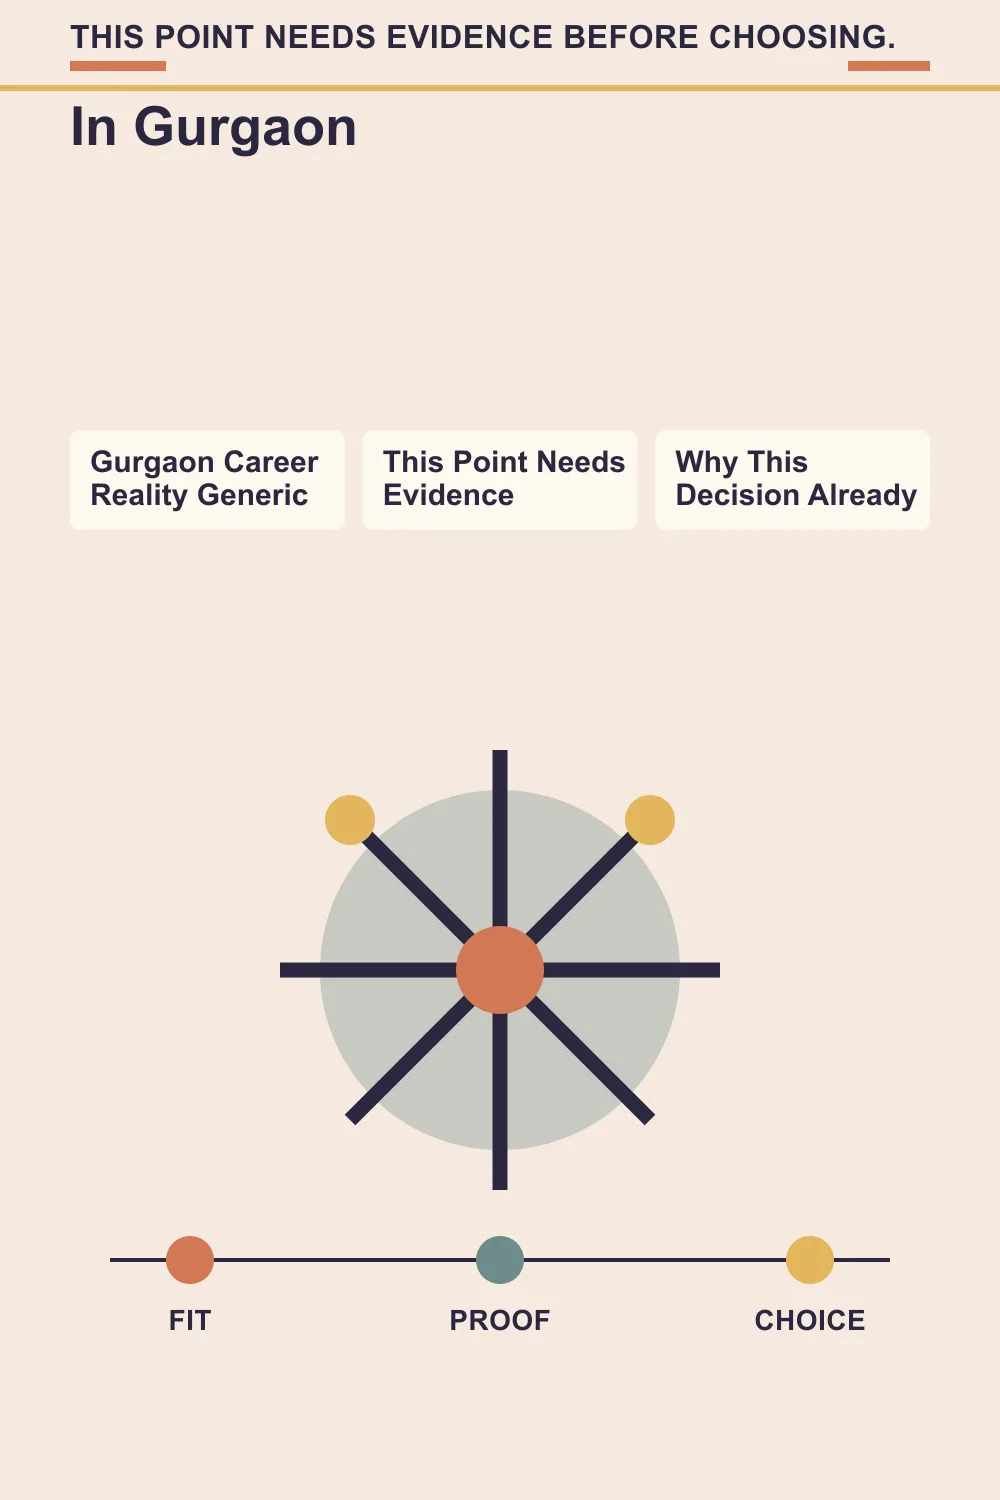 THIS POINT NEEDS EVIDENCE BEFORE CHOOSING.
In Gurgaon
Gurgaon Career
Reality Generic
This Point Needs
Evidence
Why This
Decision Already
FIT
PROOF
CHOICE